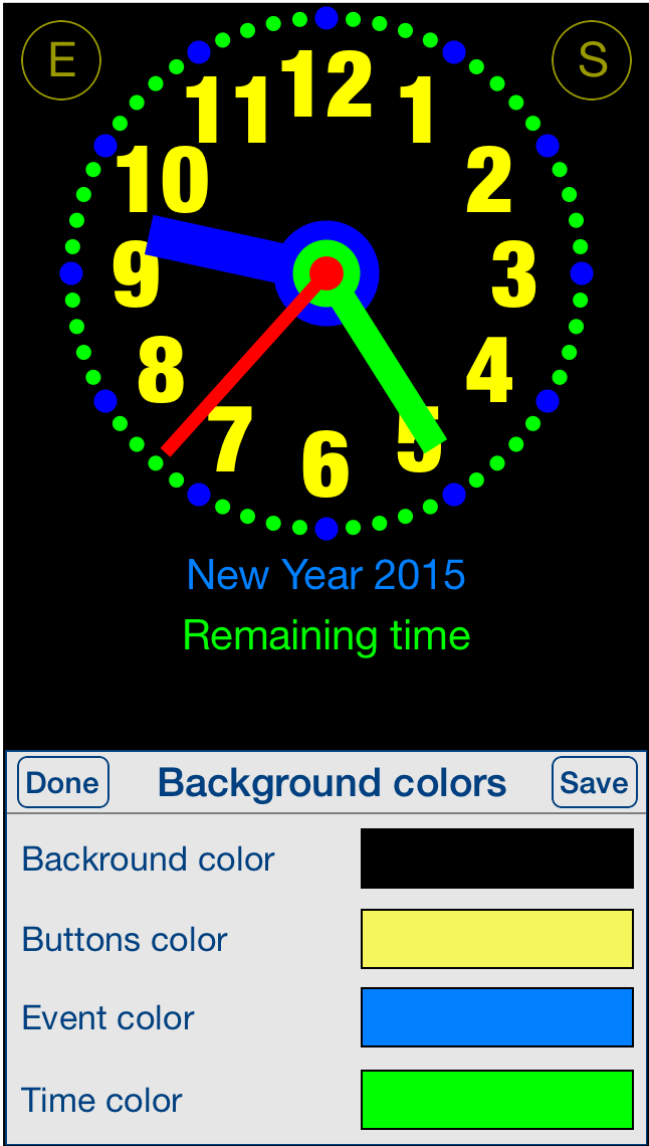 E
S
12
11
1
10
2
9
3
8
4
7
5
6
New Year 2015
Remaining time
Done Background colors Save
Backround color
Buttons color
Event color
Time color